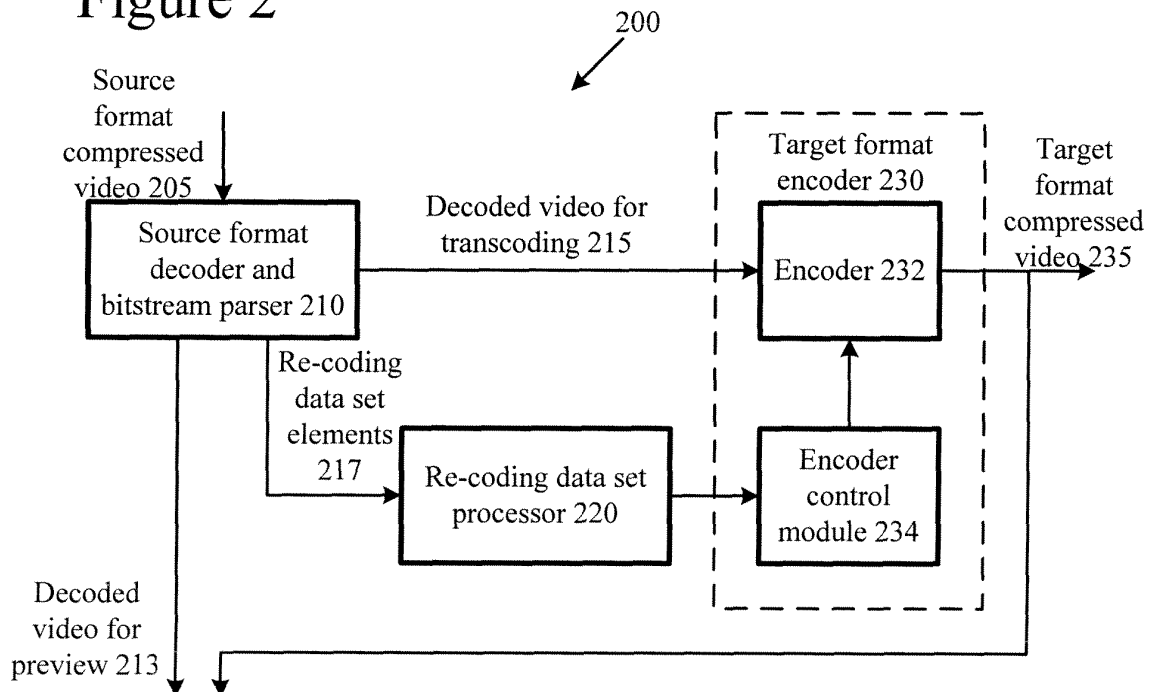 Figure 2
200
Source
format
compressed
video 205
Source format
decoder and
bitstream parser 210
Decoded video for
transcoding 215
Target format
encoder 230
Encoder 232
Target
format
compressed
video 235
Re-coding
data set
elements
217
Re-coding data set
processor 220
Encoder
control
module 234
Decoded
video for
preview 213